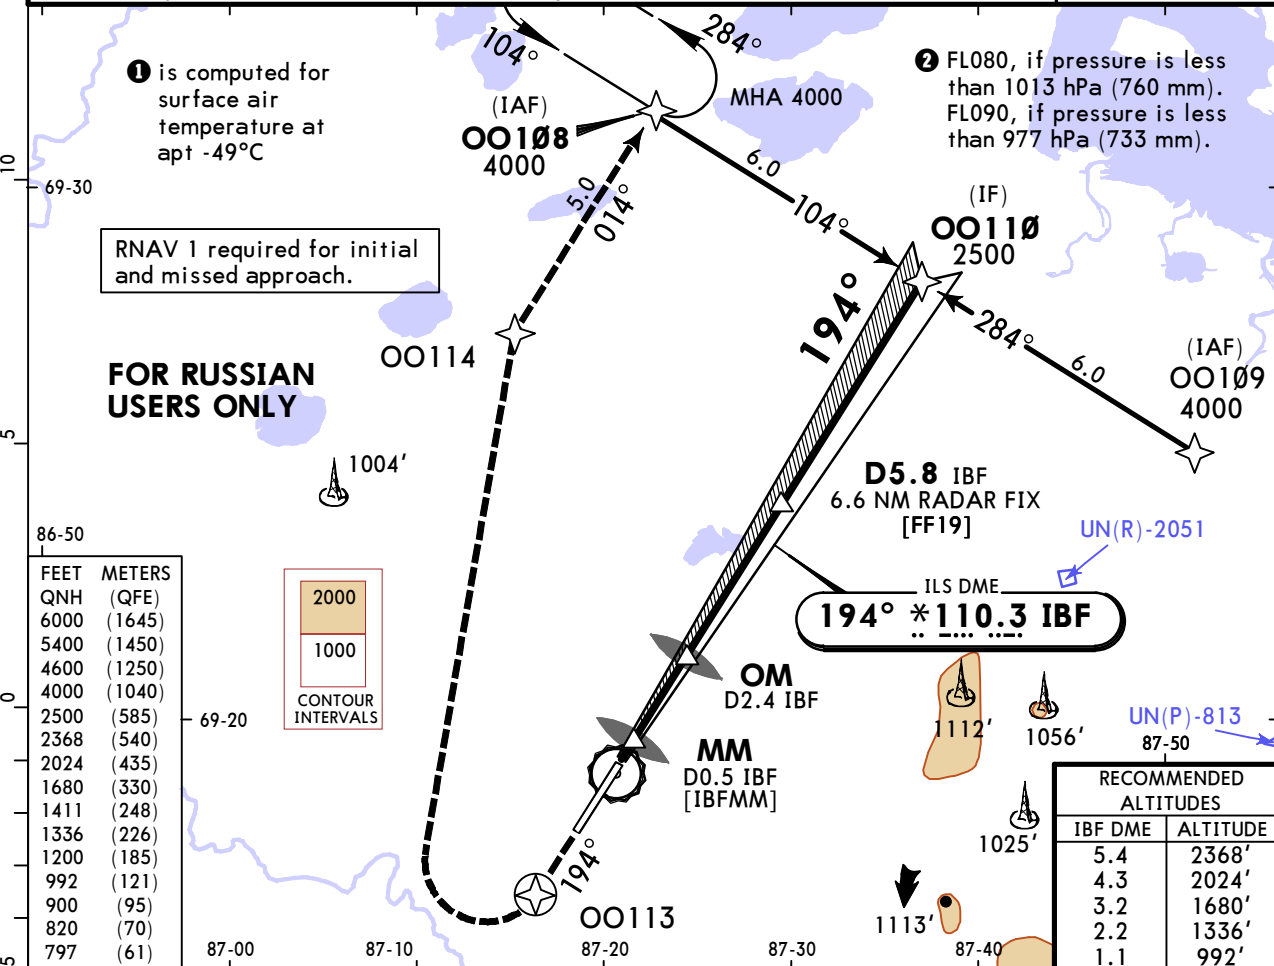 ❶ is computed for
surface air
temperature at
apt -49°C
104°
284°
MHA 4000
(IAF)
OO1Ø8
4000
❷ FL080, if pressure is less
than 1013 hPa (760 mm).
FL090, if pressure is less
than 977 hPa (733 mm).
10
69-30
6.0
104°
5.0
014°
(IF)
OO11Ø
2500
RNAV 1 required for initial
and missed approach.
194°
284°
6.0
(IAF)
OO1Ø9
4000
OO114
FOR RUSSIAN
USERS ONLY
5
1004'
D5.8 IBF
6.6 NM RADAR FIX
[FF19]
UN(R)-2051
86-50
ILS DME
194° *110.3 IBF
2000
1000
CONTOUR
INTERVALS
OM
D2.4 IBF
1112'
1056'
UN(P)-813
87-50
0
69-20
MM
D0.5 IBF
[IBFMM]
1025'
194°
OO113
1113'
FEET METERS
QNH (QFE)
6000 (1645)
5400 (1450)
4600 (1250)
4000 (1040)
2500 (585)
2368 (540)
2024 (435)
1680 (330)
1411 (248)
1336 (226)
1200 (185)
992 (121)
900 (95)
820 (70)
797 (61)
RECOMMENDED
ALTITUDES
IBF DME ALTITUDE
5.4 2368'
4.3 2024'
3.2 1680'
2.2 1336'
1.1 992'
5
87-00
87-10
87-20
87-30
87-40